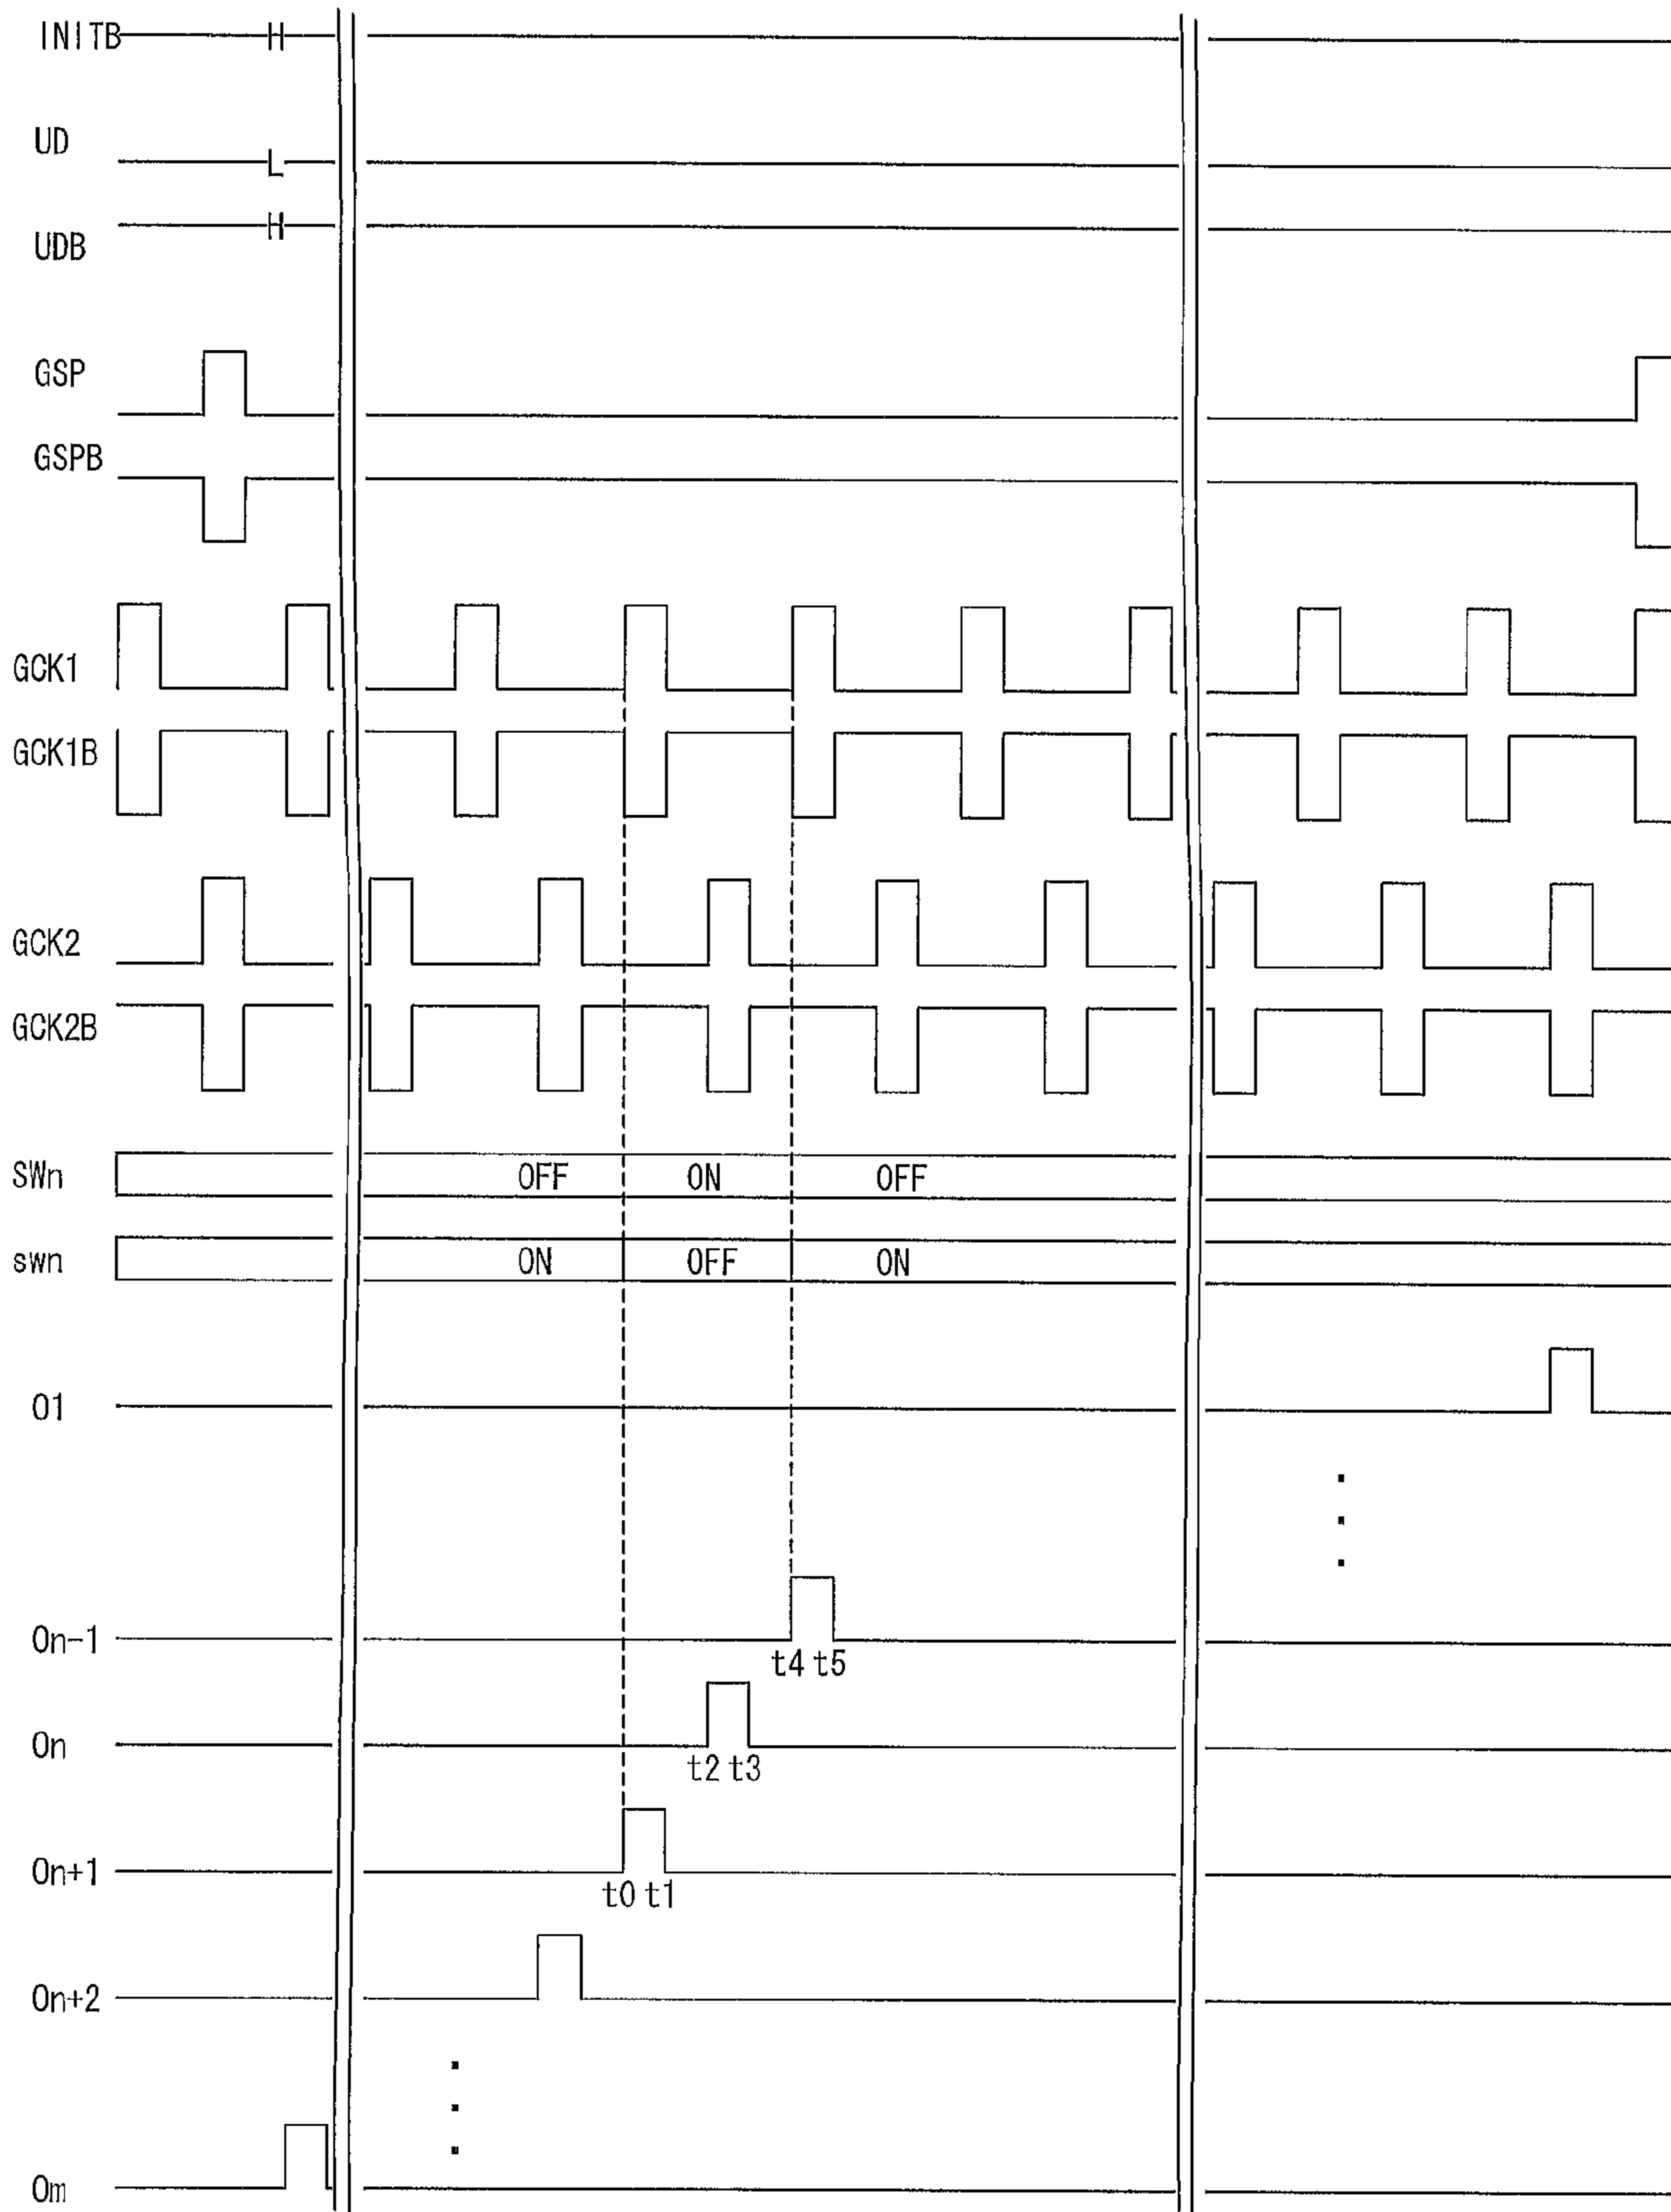 INITB H
UD L
UDB H
GSP
GSPB
GCK1
GCK1B
GCK2
GCK2B
SWn OFF ON OFF
swn ON OFF ON
O1
On-1
t4 t5
On
t2 t3
On+1
t0 t1
On+2
Om